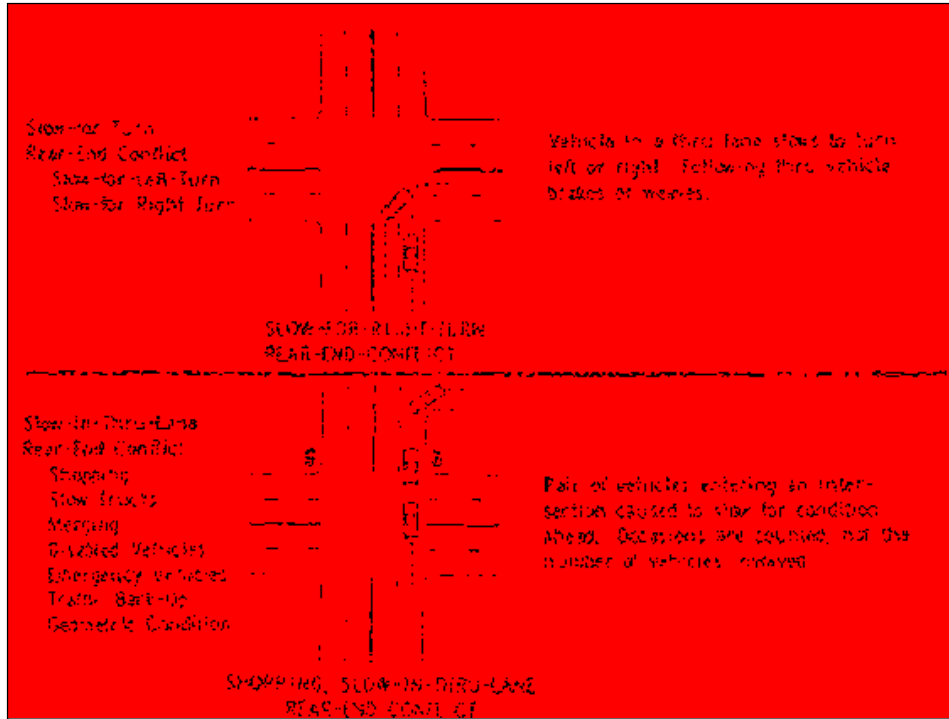 Slow-for Turn
Rear-End Conflict
Slow-for-Left-Turn
Slow-for Right Turn
Vehicle in a thru lane slows to turn
left or right. Following thru vehicle
brakes or weaves.
SLOW-FOR-RIGHT-TURN
REAR-END-CONFLICT
Slow-In-Thru-Lane
Rear-End Conflict
Shopping
Slow Trucks
Merging
Disabled Vehicles
Emergency Vehicles
Traffic Back-Up
Geometric Condition
Pair of vehicles entering an inter-
section caused to slow for condition
ahead. Occasions are counted, not the
number of vehicles involved
SHOPPING, SLOW-IN-THRU-LANE
REAR-END CONFLICT